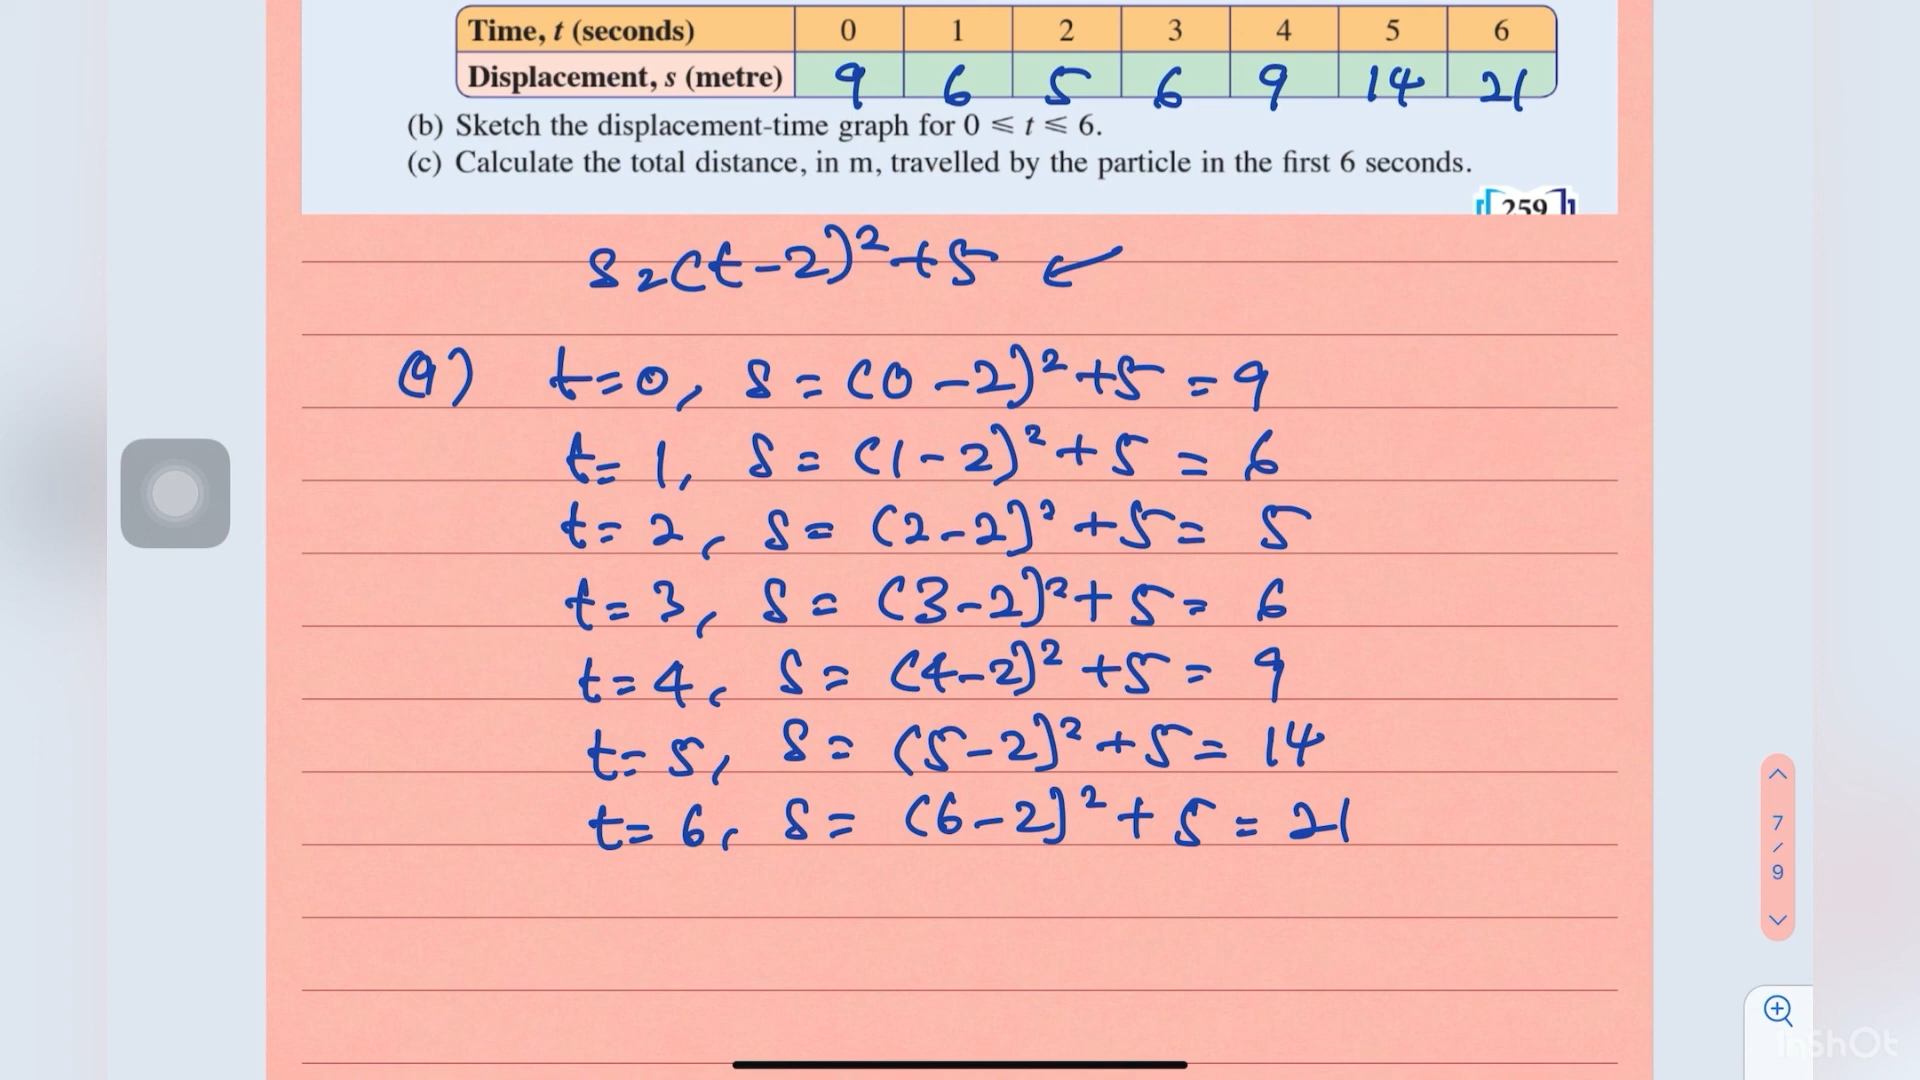 Time, t (seconds) 0 1 2 3 4 5 6
Displacement, s (metre) 9 6 5 6 9 14 21
(b) Sketch the displacement-time graph for 0 ⩽ t ⩽ 6.
(c) Calculate the total distance, in m, travelled by the particle in the first 6 seconds.
259
s = (t-2)² + 5 ✓
a) t=0, s = (0-2)² + 5 = 9
t=1, s = (1-2)² + 5 = 6
t=2, s = (2-2)² + 5 = 5
t=3, s = (3-2)² + 5 = 6
t=4, s = (4-2)² + 5 = 9
t=5, s = (5-2)² + 5 = 14
t=6, s = (6-2)² + 5 = 21
7
/
9
InShOt